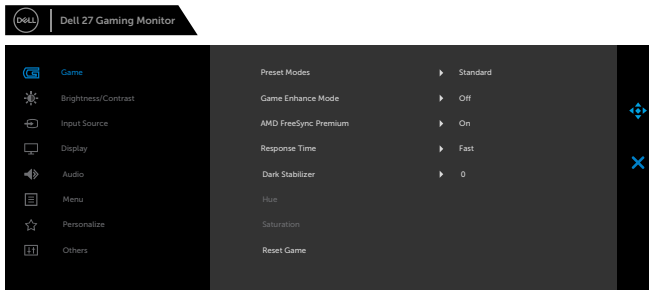 DELL
Dell 27 Gaming Monitor
Game
Brightness/Contrast
Input Source
Display
Audio
Menu
Personalize
Others
Preset Modes Standard
Game Enhance Mode Off
AMD FreeSync Premium On
Response Time Fast
Dark Stabilizer 0
Hue
Saturation
Reset Game